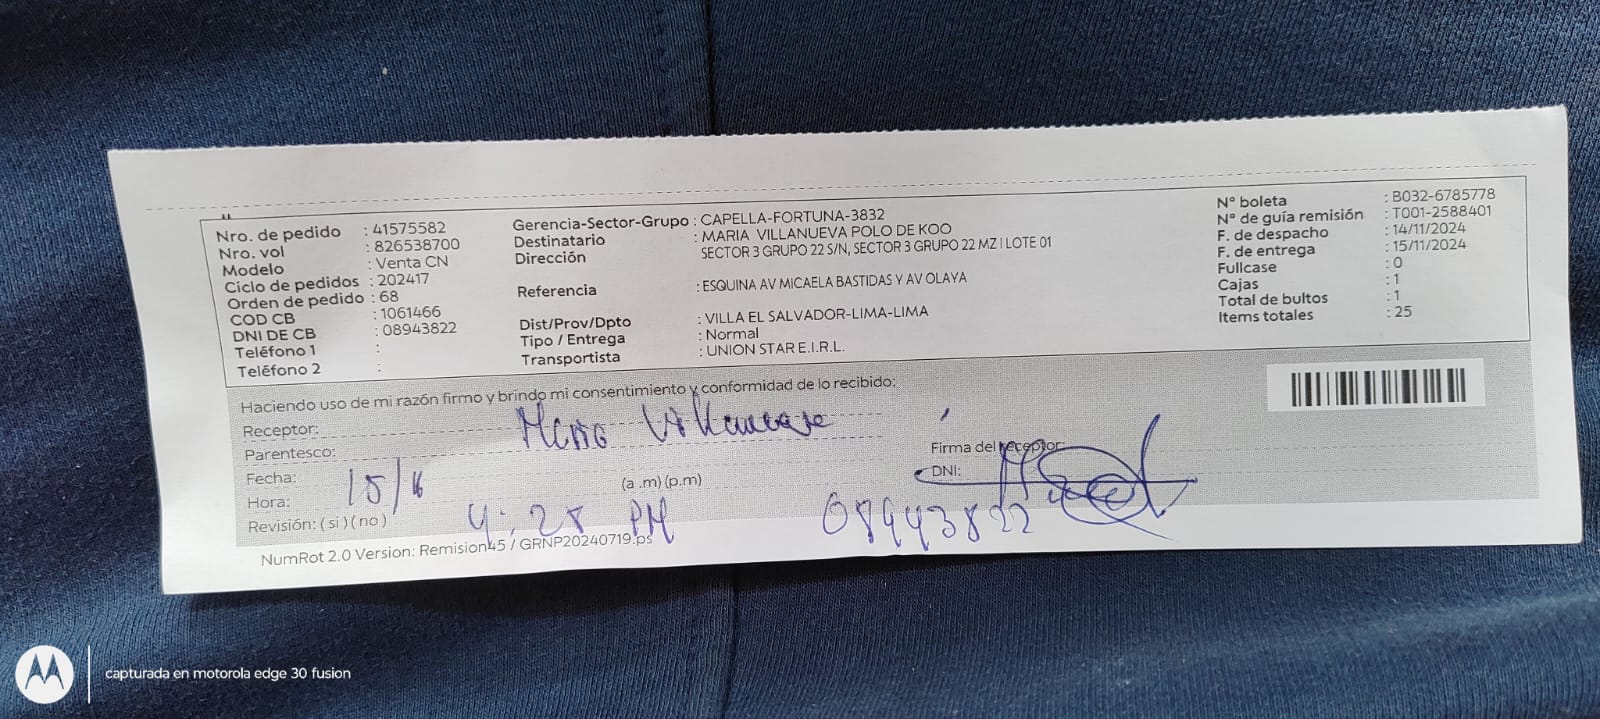 Nro. de pedido : 41575582
Nro. vol : 826538700
Modelo : Venta CN
Ciclo de pedidos : 202417
Orden de pedido : 68
COD CB : 1061466
DNI DE CB : 08943822
Teléfono 1 :
Teléfono 2 :
Gerencia-Sector-Grupo : CAPELLA-FORTUNA-3832
Destinatario : MARIA VILLANUEVA POLO DE KOO
Dirección SECTOR 3 GRUPO 22 S/N, SECTOR 3 GRUPO 22 MZ I LOTE 01
Referencia : ESQUINA AV MICAELA BASTIDAS Y AV OLAYA
Dist/Prov/Dpto : VILLA EL SALVADOR-LIMA-LIMA
Tipo / Entrega : Normal
Transportista : UNION STAR E.I.R.L.
N° boleta : B032-6785778
N° de guía remisión : T001-2588401
F. de despacho : 14/11/2024
F. de entrega : 15/11/2024
Fullcase : 0
Cajas : 1
Total de bultos : 1
Items totales : 25
Haciendo uso de mi razón firmo y brindo mi consentimiento y conformidad de lo recibido:
Receptor: Villanueva
Parentesco:
Firma del receptor:
Fecha: 15/
DNI: 08943822
Hora: 4:28 PM (a .m) (p.m)
Revisión: ( si ) ( no )
NumRot 2.0 Version: Remision45 / GRNP20240719.ps
capturada en motorola edge 30 fusion